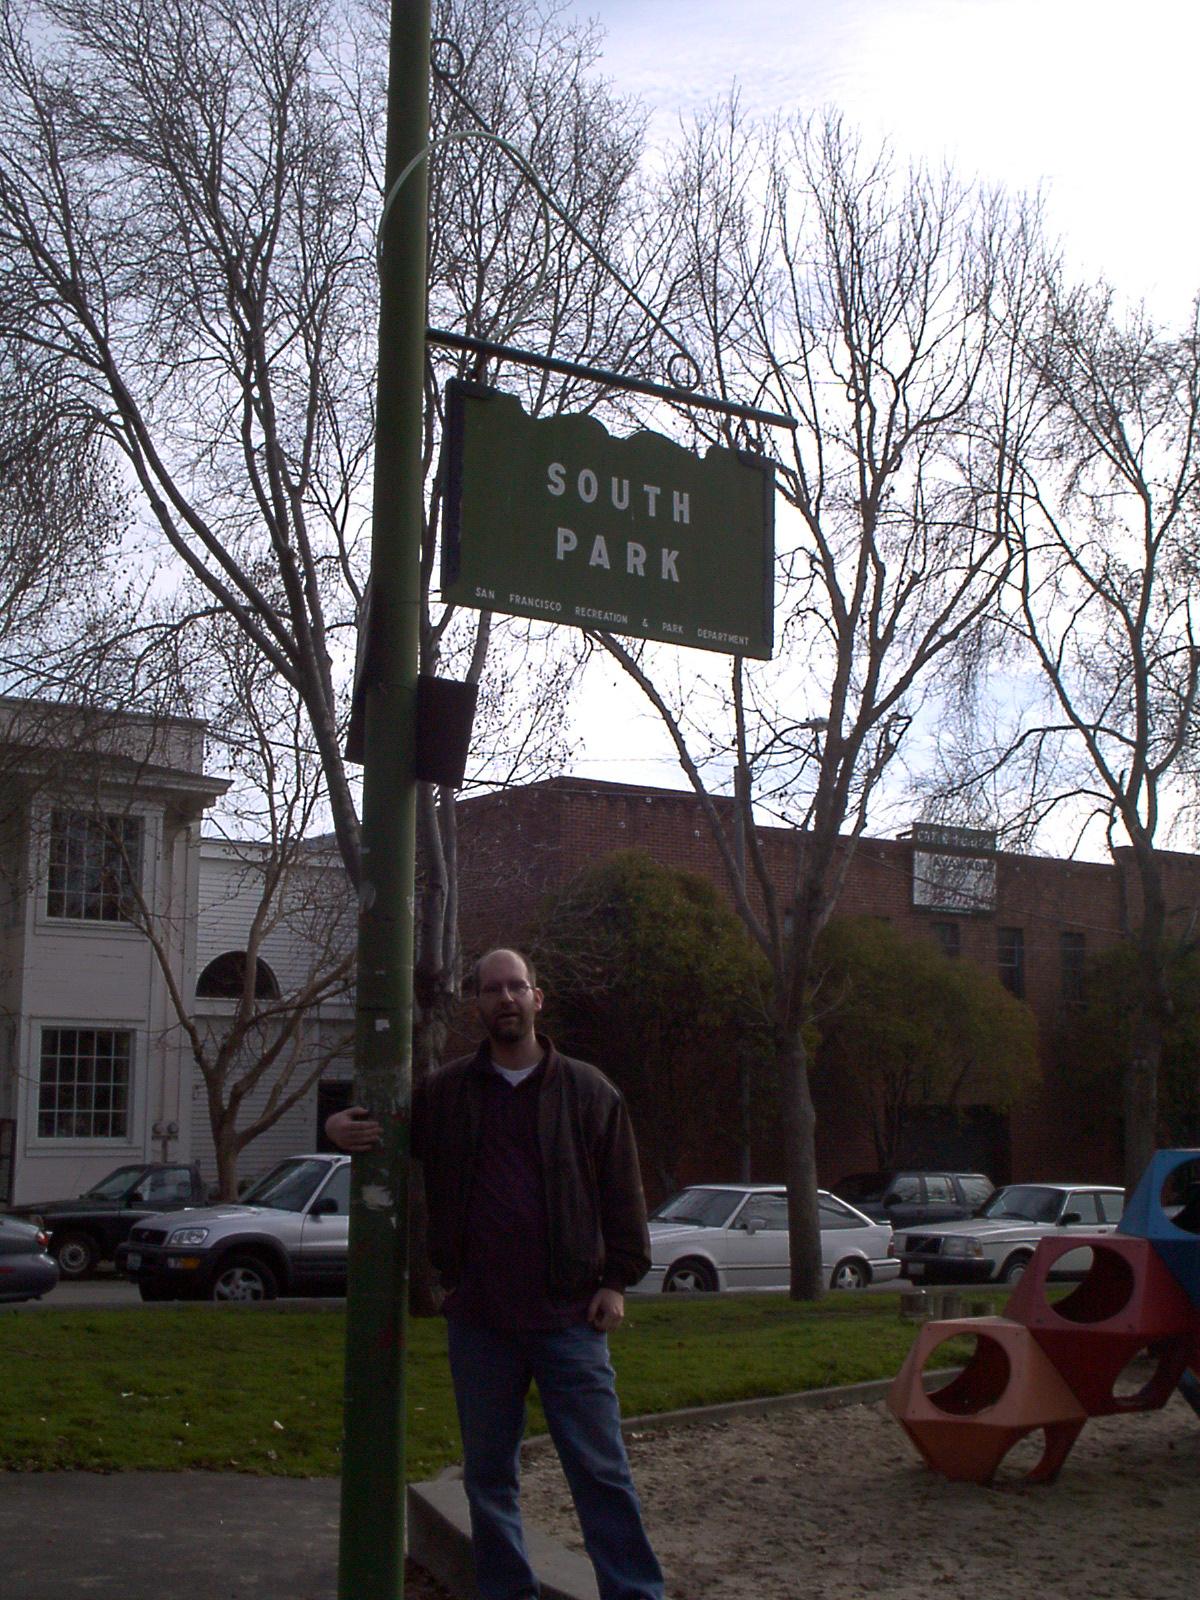 SOUTH
PARK
SAN FRANCISCO RECREATION & PARK DEPARTMENT